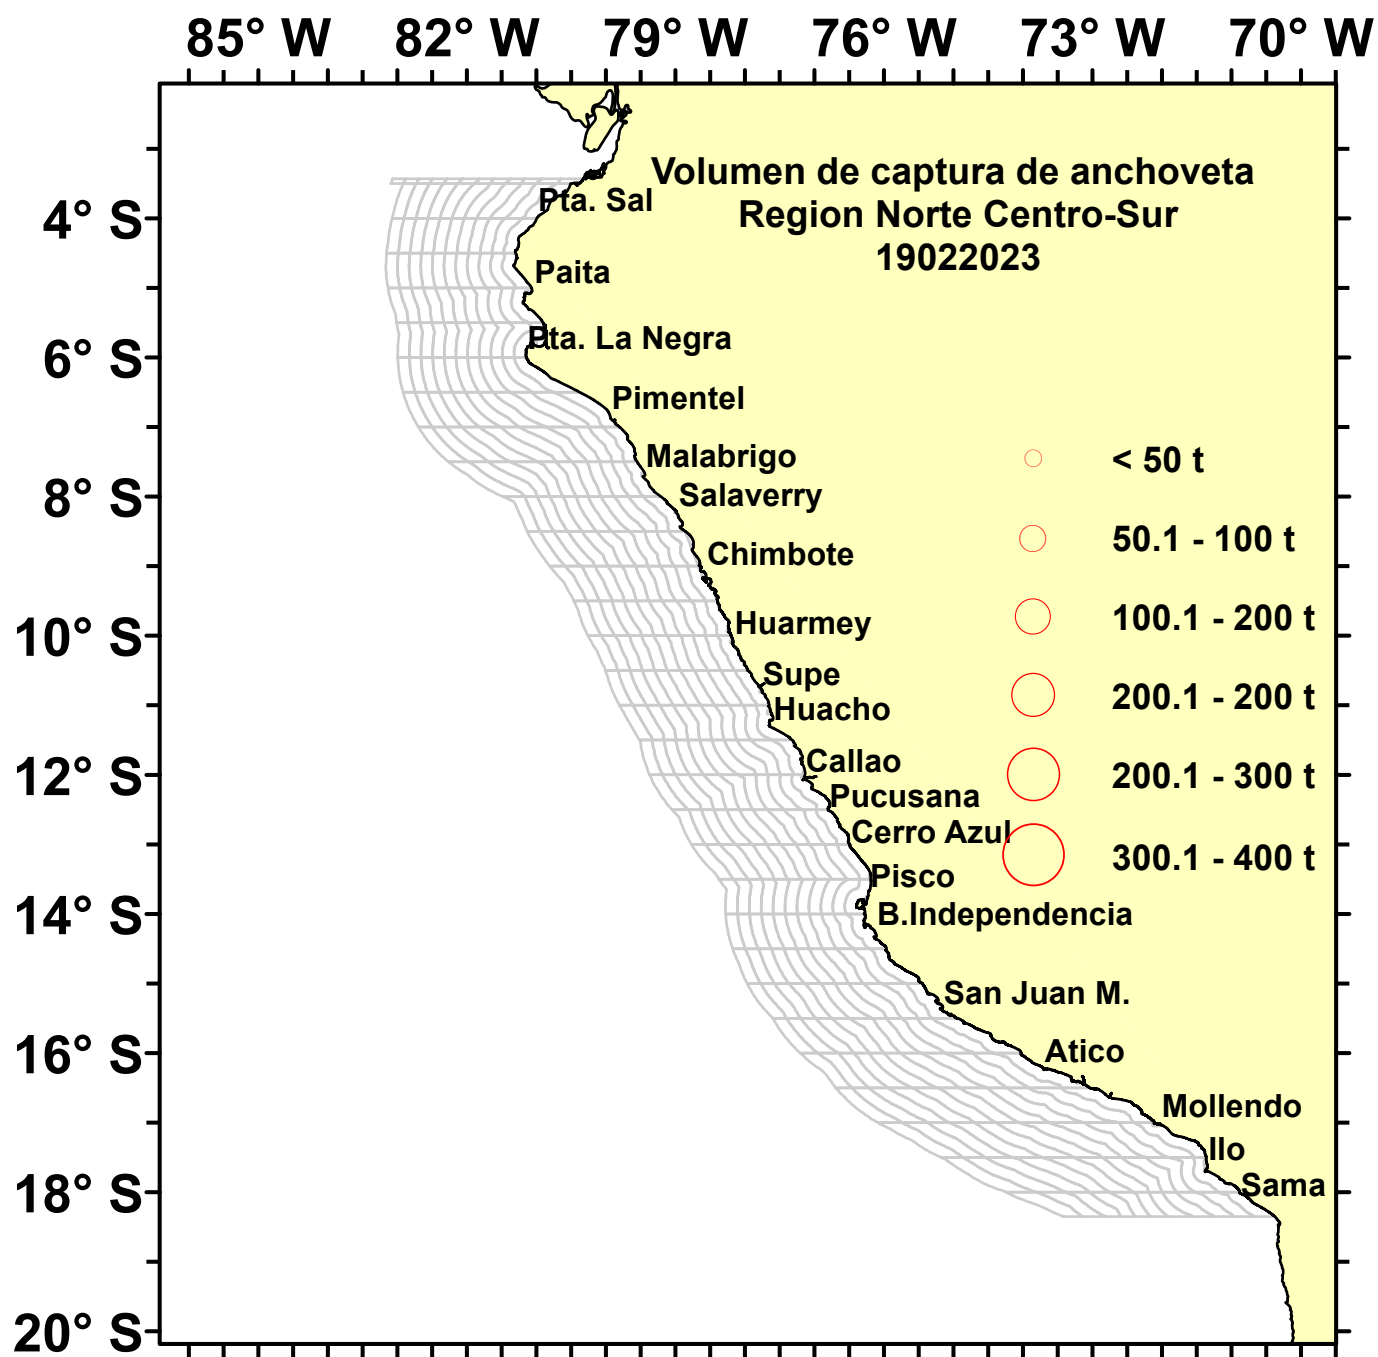 85° W 82° W 79° W 76° W 73° W 70° W
Volumen de captura de anchoveta
Region Norte Centro-Sur
19022023
4° S
6° S
8° S
10° S
12° S
14° S
16° S
18° S
20° S
Pta. Sal
Paita
Pta. La Negra
Pimentel
Malabrigo
Salaverry
Chimbote
Huarmey
Supe
Huacho
Callao
Pucusana
Cerro Azul
Pisco
B.Independencia
San Juan M.
Atico
Mollendo
Ilo
Sama
< 50 t
50.1 - 100 t
100.1 - 200 t
200.1 - 200 t
200.1 - 300 t
300.1 - 400 t